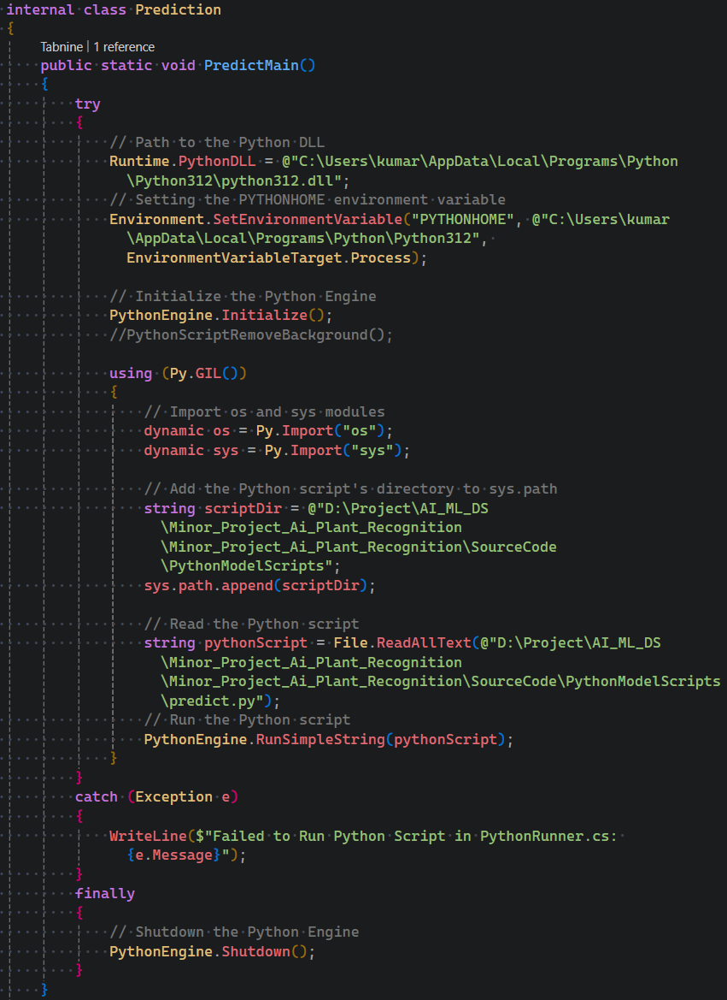 internal class Prediction
{
Tabnine | 1 reference
public static void PredictMain()
{
try
{
// Path to the Python DLL
Runtime.PythonDLL = @"C:\Users\kumar\AppData\Local\Programs\Python
\Python312\python312.dll";
// Setting the PYTHONHOME environment variable
Environment.SetEnvironmentVariable("PYTHONHOME", @"C:\Users\kumar
\AppData\Local\Programs\Python\Python312",
EnvironmentVariableTarget.Process);
// Initialize the Python Engine
PythonEngine.Initialize();
//PythonScriptRemoveBackground();
using (Py.GIL())
{
// Import os and sys modules
dynamic os = Py.Import("os");
dynamic sys = Py.Import("sys");
// Add the Python script's directory to sys.path
string scriptDir = @"D:\Project\AI_ML_DS
\Minor_Project_Ai_Plant_Recognition
\Minor_Project_Ai_Plant_Recognition\SourceCode
\PythonModelScripts";
sys.path.append(scriptDir);
// Read the Python script
string pythonScript = File.ReadAllText(@"D:\Project\AI_ML_DS
\Minor_Project_Ai_Plant_Recognition
\Minor_Project_Ai_Plant_Recognition\SourceCode\PythonModelScripts
\predict.py");
// Run the Python script
PythonEngine.RunSimpleString(pythonScript);
}
}
catch (Exception e)
{
WriteLine($"Failed to Run Python Script in PythonRunner.cs:
{e.Message}");
}
finally
{
// Shutdown the Python Engine
PythonEngine.Shutdown();
}
}